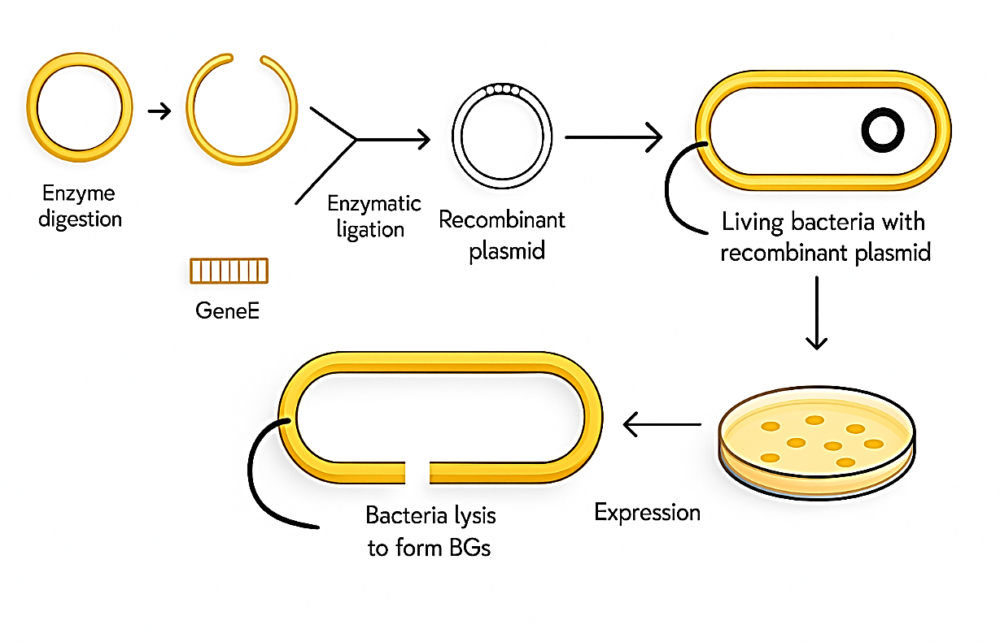 Enzyme
digestion
Enzymatic
ligation
Recombinant
plasmid
Living bacteria with
recombinant plasmid
GeneE
Bacteria lysis
to form BGs
Expression